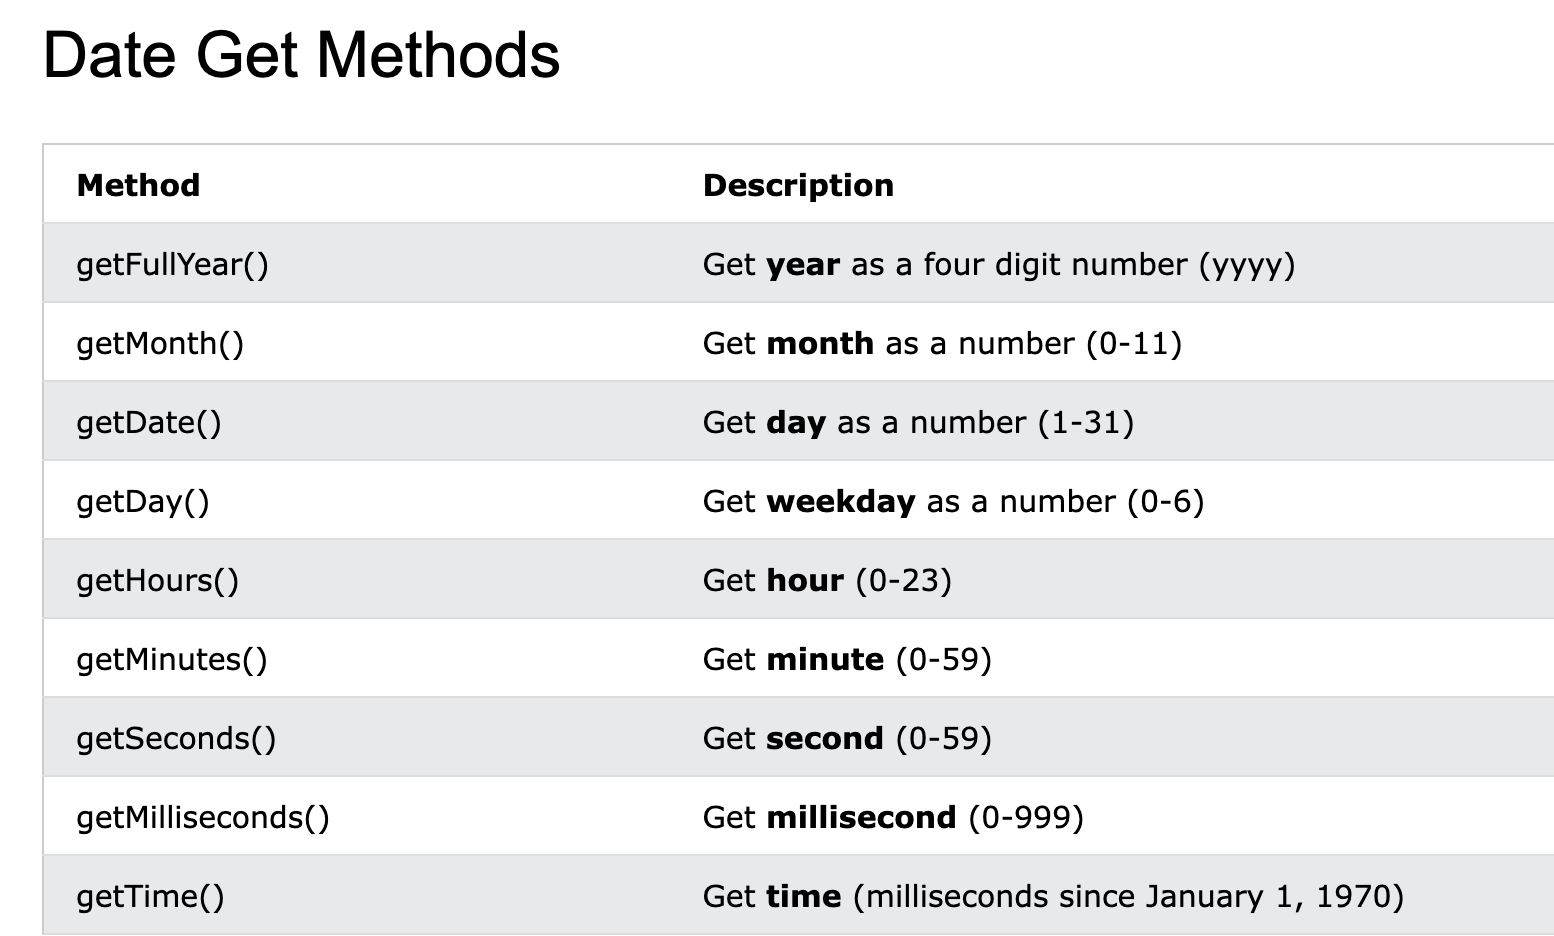 Date Get Methods
Method Description
getFullYear() Get year as a four digit number (yyyy)
getMonth() Get month as a number (0-11)
getDate() Get day as a number (1-31)
getDay() Get weekday as a number (0-6)
getHours() Get hour (0-23)
getMinutes() Get minute (0-59)
getSeconds() Get second (0-59)
getMilliseconds() Get millisecond (0-999)
getTime() Get time (milliseconds since January 1, 1970)